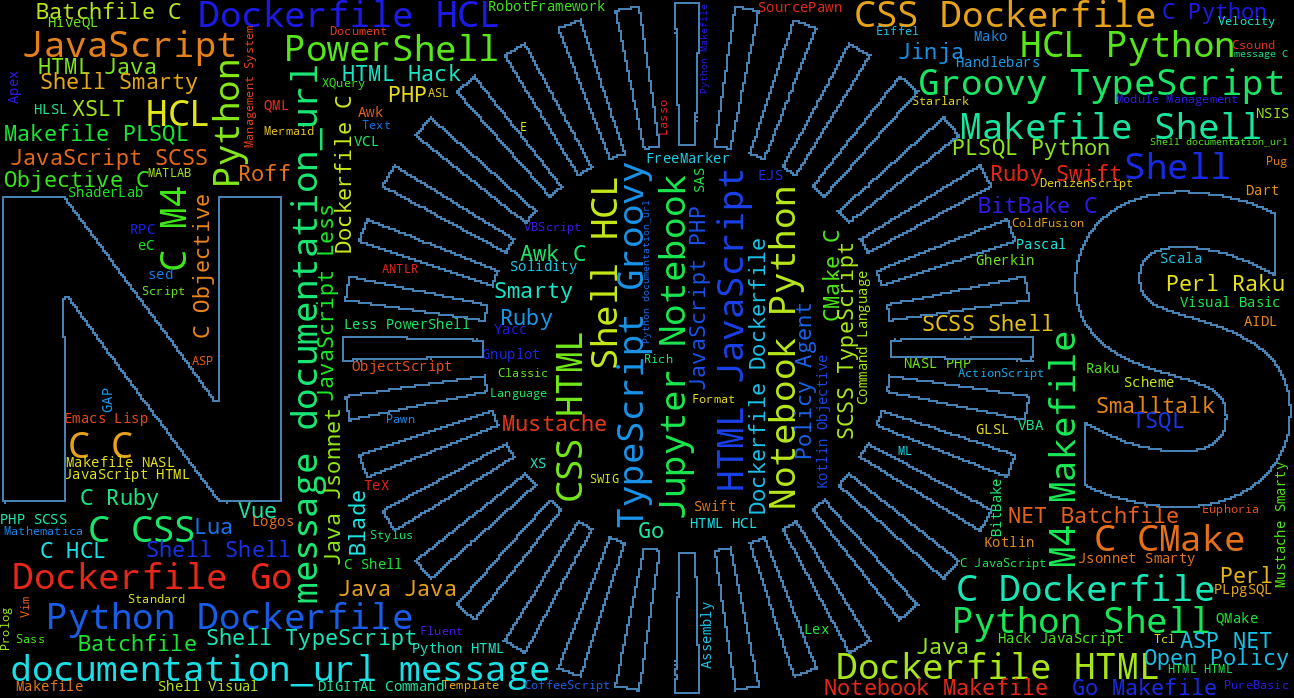 Batchfile C
HiveQL
Dockerfile HCL
RobotFramework
SourcePawn
CSS Dockerfile
C Python
Velocity
JavaScript
Management System
Document
PowerShell
Python Makefile
Eiffel
Mako
Jinja
Handlebars
HCL Python
Csound
message C
HTML Java
Apex
Shell Smarty
Python
message documentation_url
HTML Hack
XQuery
PHP
ASL
Groovy TypeScript
Starlark
Module Management
NSIS
HLSL
XSLT
HCL
QML
Mermaid
Awk
Text
VCL
E
Lasso
Makefile PLSQL
Makefile Shell
Shell documentation_url
PLSQL Python
JavaScript SCSS
FreeMarker
Shell
Pug
Objective C
MATLAB
Roff
Dockerfile C
SAS
EJS
Ruby Swift
DenizenScript
Dart
ShaderLab
C M4
C Objective
JavaScript Less
BitBake C
ColdFusion
RPC
eC
VBScript
Awk C
Solidity
Shell HCL
TypeScript Groovy
Python documentation_url
Jupyter Notebook
JavaScript PHP
HTML JavaScript
Dockerfile Dockerfile
Notebook Python
Policy Agent
CMake C
SCSS TypeScript
Command Language
Pascal
Gherkin
Scala
sed
Script
ANTLR
Smarty
Perl Raku
Visual Basic
Ruby
Yacc
Less PowerShell
SCSS Shell
AIDL
ASP
ObjectScript
Gnuplot
Classic
Language
CSS HTML
Rich
Format
Kotlin Objective
NASL PHP
ActionScript
M4 Makefile
Raku
Scheme
GAP
Emacs Lisp
Pawn
Mustache
GLSL
VBA
Smalltalk
TSQL
C C
Makefile NASL
JavaScript HTML
Java Jsonnet
XS
SWIG
ML
C Ruby
TeX
Blade
Swift
HTML HCL
Go
BitBake
Mustache Smarty
PHP SCSS
Mathematica
C CSS
Lua
Vue
Logos
Stylus
NET Batchfile
Euphoria
C HCL
Shell Shell
Kotlin
C CMake
C Shell
C JavaScript
Jsonnet Smarty
Dockerfile Go
Java Java
C Dockerfile
Perl
PLpgSQL
Standard
Vim
Prolog
Python Dockerfile
Python Shell
QMake
Sass
Batchfile
Shell TypeScript
Fluent
Python HTML
Assembly
Lex
Java
Hack JavaScript
Tcl
ASP NET
documentation_url message
Dockerfile HTML
Open Policy
HTML HTML
Makefile
Shell Visual
DIGITAL Command
Template
CoffeeScript
Notebook Makefile
Go Makefile
PureBasic
N
S